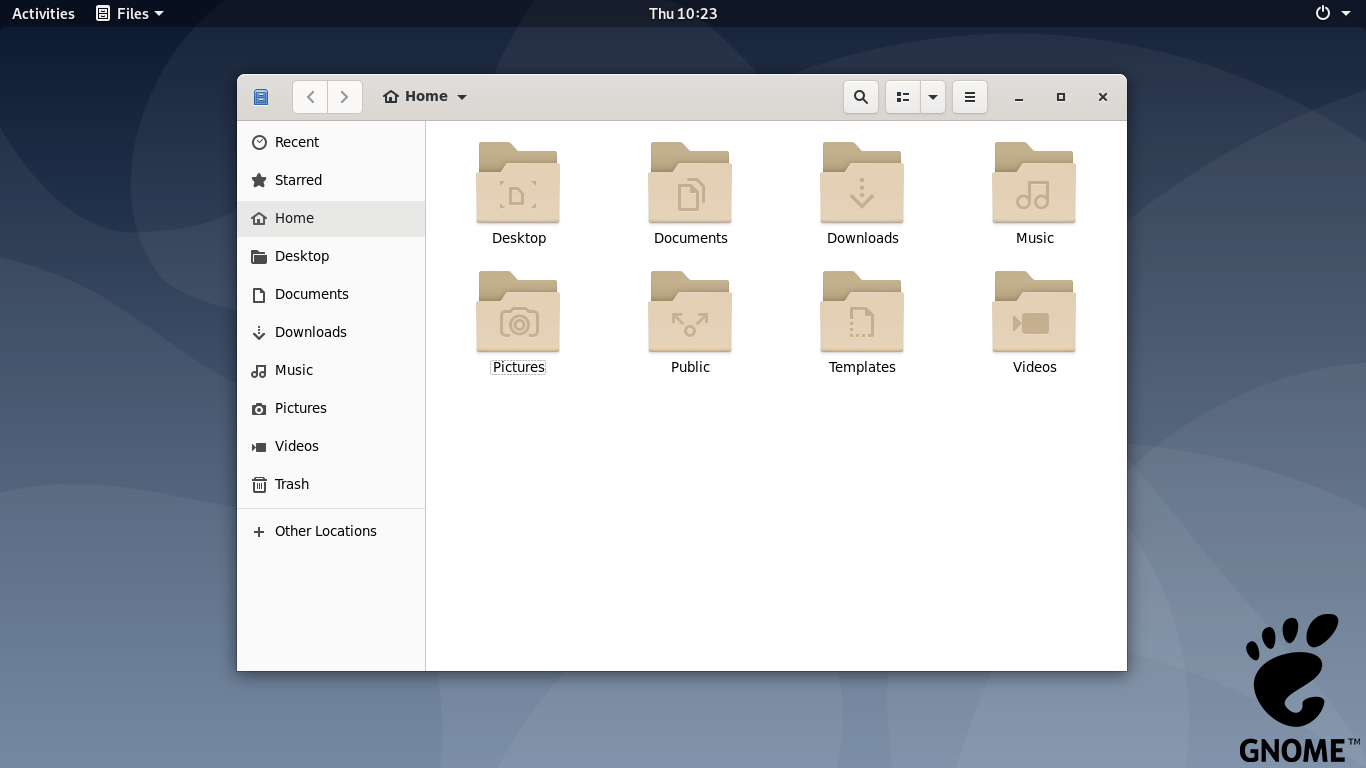 Activities Files Thu 10:23
Home
Recent
Starred
Home
Desktop
Documents
Downloads
Music
Pictures
Videos
Trash
Other Locations
Desktop Documents Downloads Music
Pictures Public Templates Videos
GNOME™